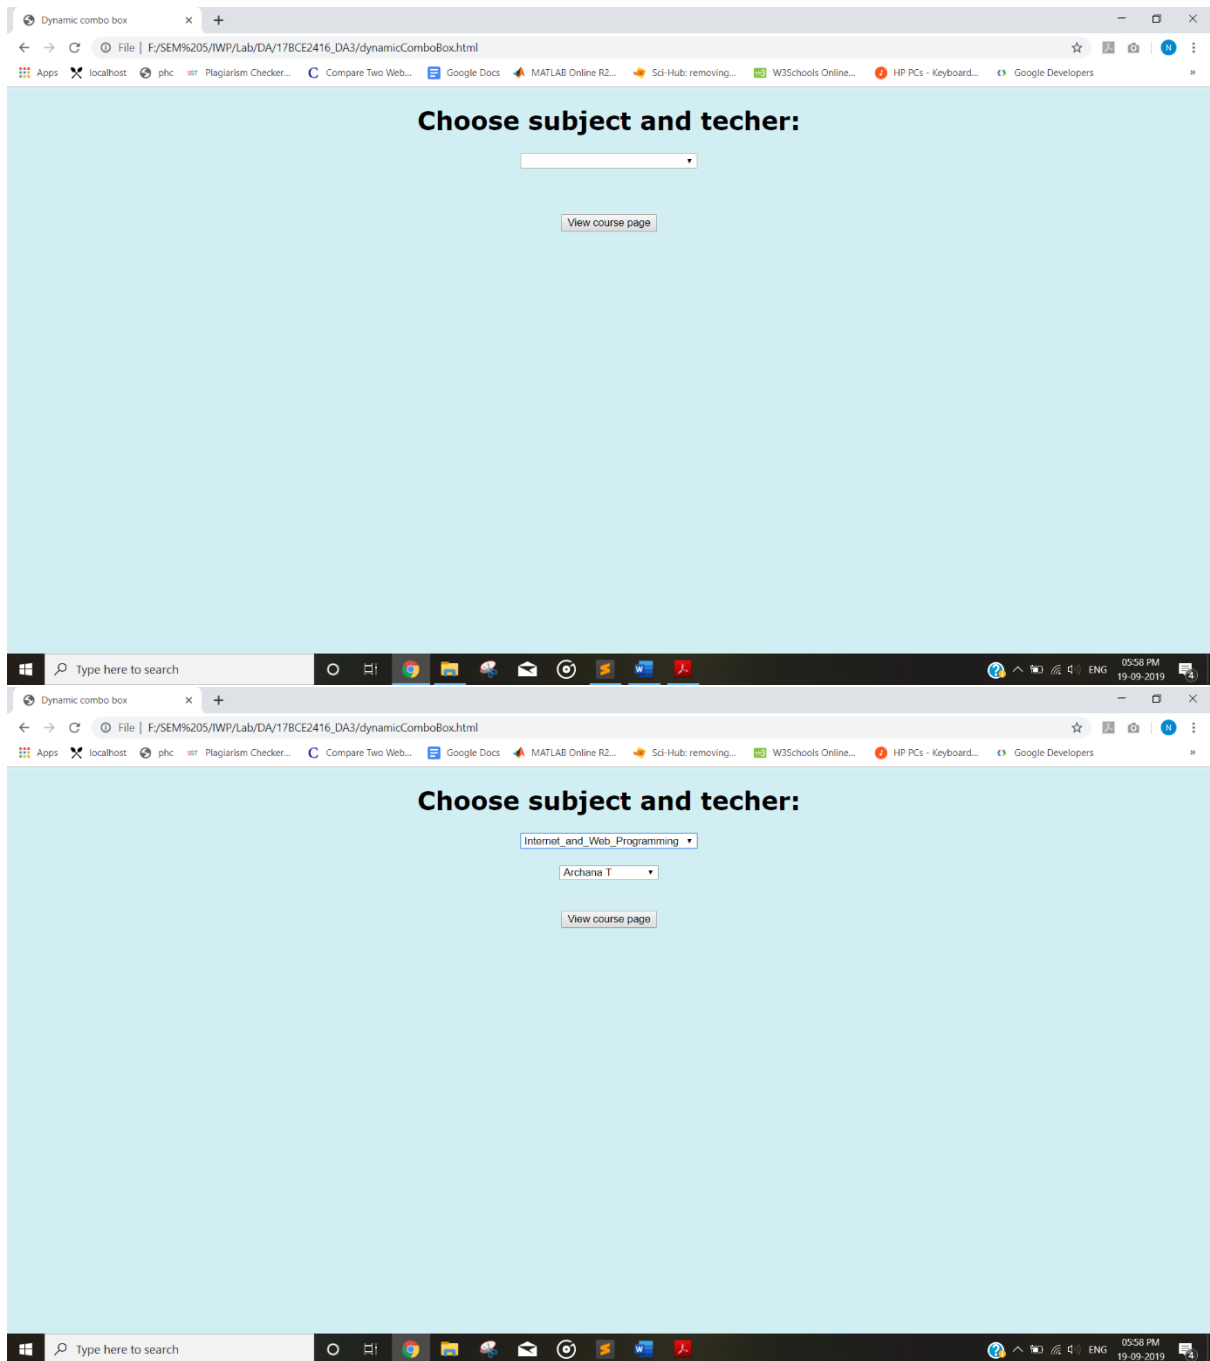 Dynamic combo box
File | F:/SEM%205/IWP/Lab/DA/17BCE2416_DA3/dynamicComboBox.html N
Apps localhost phc SST Plagiarism Checker... C Compare Two Web... Google Docs MATLAB Online R2... Sci-Hub: removing... W3Schools Online... HP PCs - Keyboard... Google Developers »
Choose subject and techer:
View course page
Type here to search ENG 05:58 PM
19-09-2019 4
Dynamic combo box
File | F:/SEM%205/IWP/Lab/DA/17BCE2416_DA3/dynamicComboBox.html N
Apps localhost phc SST Plagiarism Checker... C Compare Two Web... Google Docs MATLAB Online R2... Sci-Hub: removing... W3Schools Online... HP PCs - Keyboard... Google Developers »
Choose subject and techer:
Internet_and_Web_Programming
Archana T
View course page
Type here to search ENG 05:58 PM
19-09-2019 4